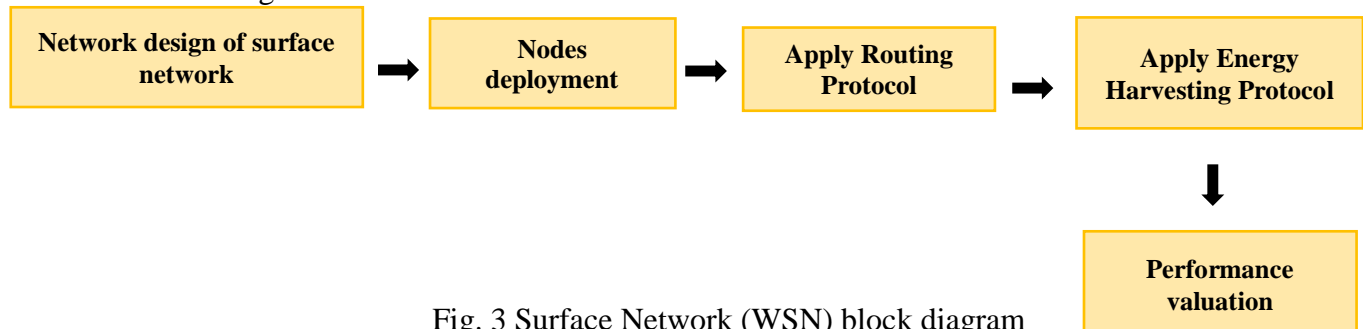 Network design of surface
network
Nodes
deployment
Apply Routing
Protocol
Apply Energy
Harvesting Protocol
Performance
valuation
Fig. 3 Surface Network (WSN) block diagram